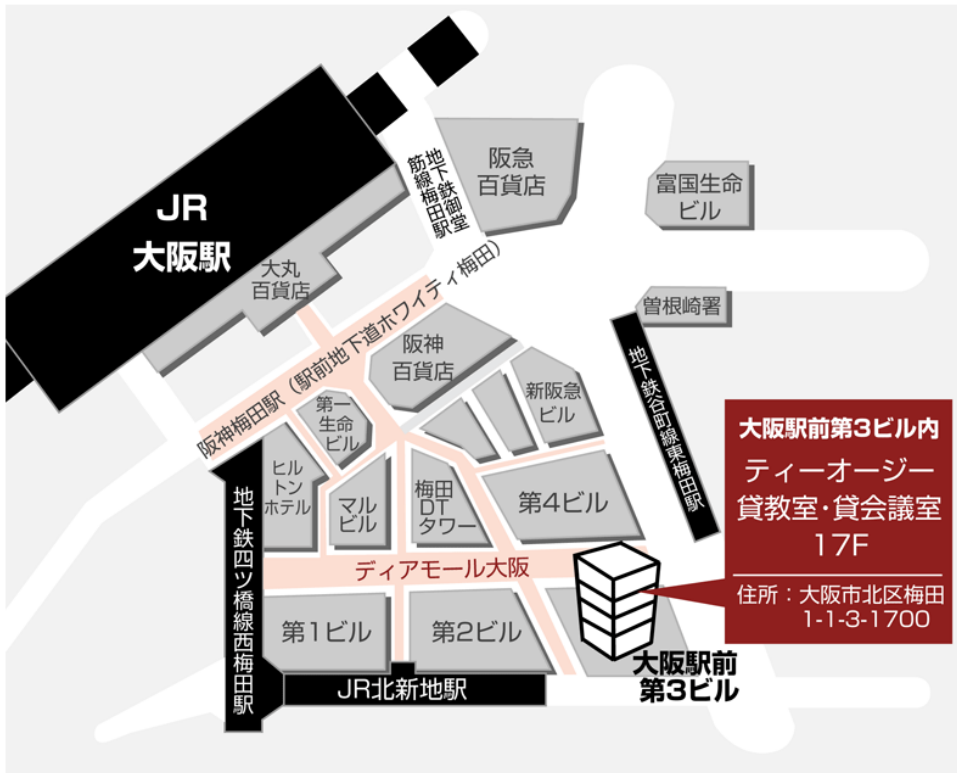 JR
大阪駅
地下鉄御堂
筋線梅田駅
阪急
百貨店
富国生命
ビル
大丸
百貨店
阪神梅田駅（駅前地下道ホワイティ梅田）
曽根崎署
阪神
百貨店
新阪急
ビル
第一
生命
ビル
地下鉄谷町線東梅田駅
大阪駅前第3ビル内
ティーオージー
貸教室・貸会議室
17F
住所：大阪市北区梅田
1-1-3-1700
ヒル
トン
ホテル
マル
ビル
梅田
DT
タワー
第4ビル
地下鉄四ツ橋線西梅田駅
ディアモール大阪
第1ビル
第2ビル
大阪駅前
第3ビル
JR北新地駅